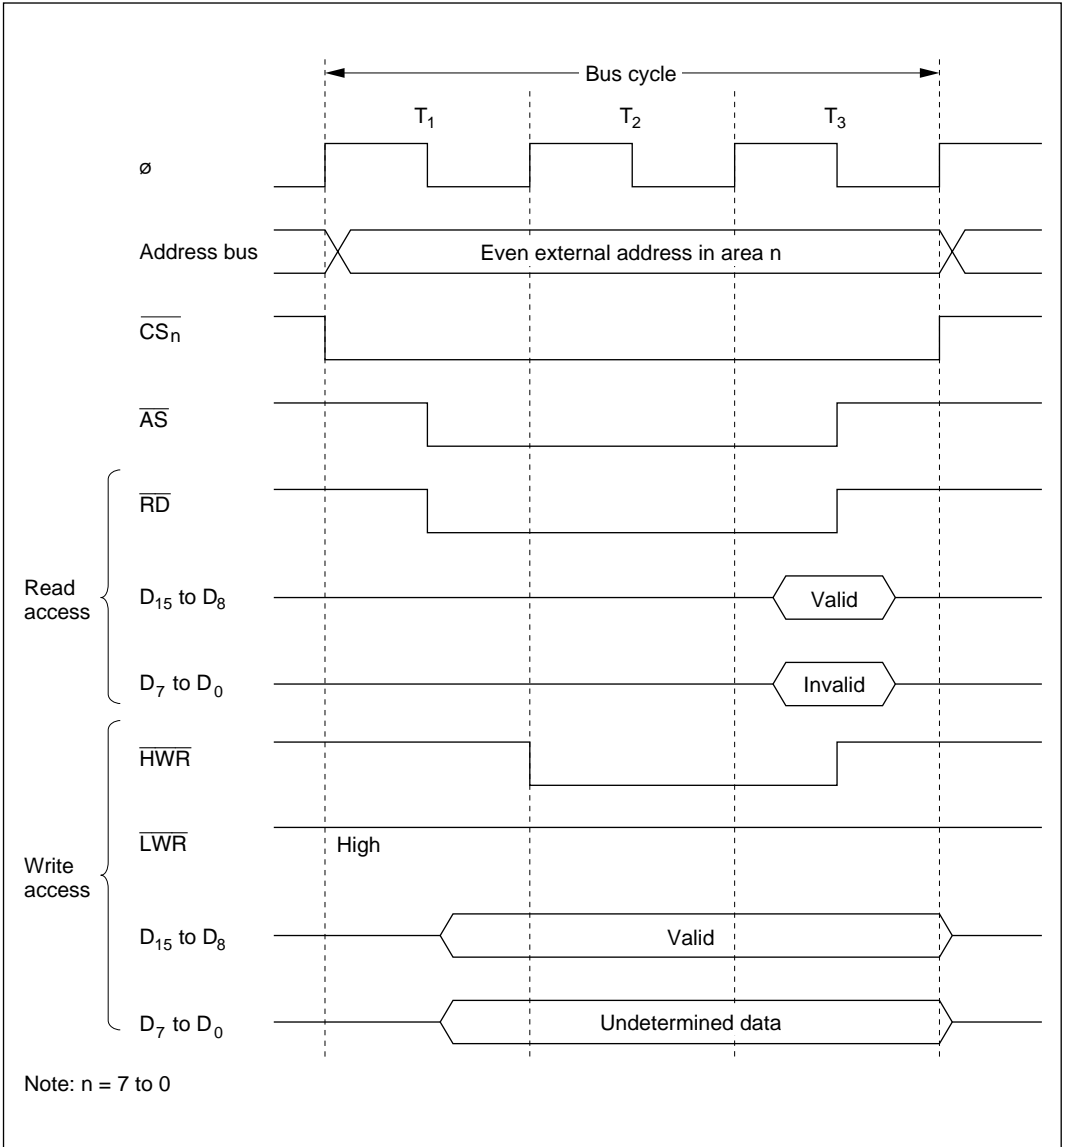 Bus cycle
T1 T2 T3
ø
Address bus Even external address in area n
CSn
AS
RD
Read access
D15 to D8 Valid
D7 to D0 Invalid
HWR
LWR High
Write access
D15 to D8 Valid
D7 to D0 Undetermined data
Note: n = 7 to 0